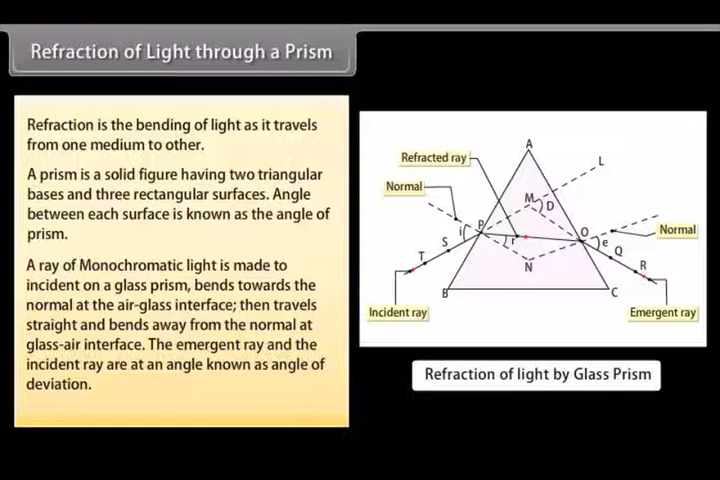 Refraction of Light through a Prism
Refraction is the bending of light as it travels
from one medium to other.
A prism is a solid figure having two triangular
bases and three rectangular surfaces. Angle
between each surface is known as the angle of
prism.
A ray of Monochromatic light is made to
incident on a glass prism, bends towards the
normal at the air-glass interface; then travels
straight and bends away from the normal at
glass-air interface. The emergent ray and the
incident ray are at an angle known as angle of
deviation.
A
Refracted ray
L
Normal
M
D
P
i
r
O
e
Normal
S
T
N
Q
R
B
C
Incident ray
Emergent ray
Refraction of light by Glass Prism